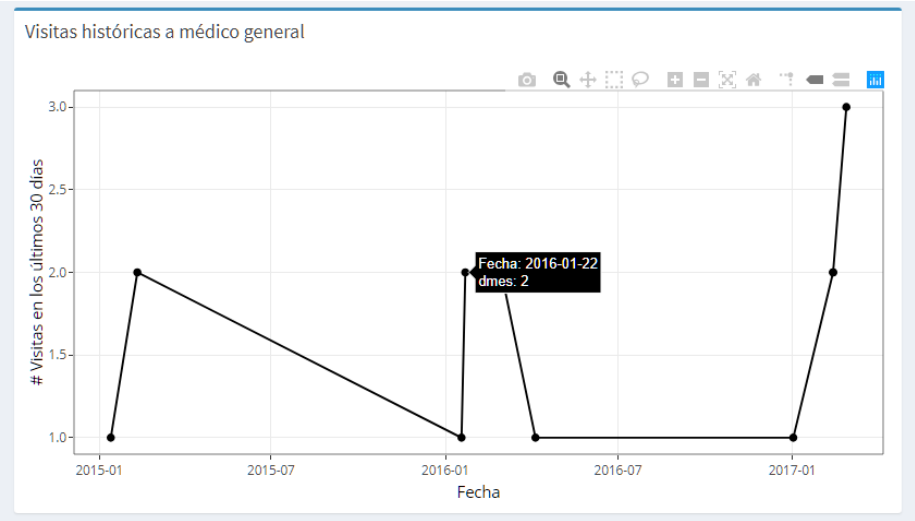 Visitas históricas a médico general
# Visitas en los últimos 30 días
3.0
2.5
2.0
1.5
1.0
Fecha: 2016-01-22
dmes: 2
2015-01 2015-07 2016-01 2016-07 2017-01
Fecha